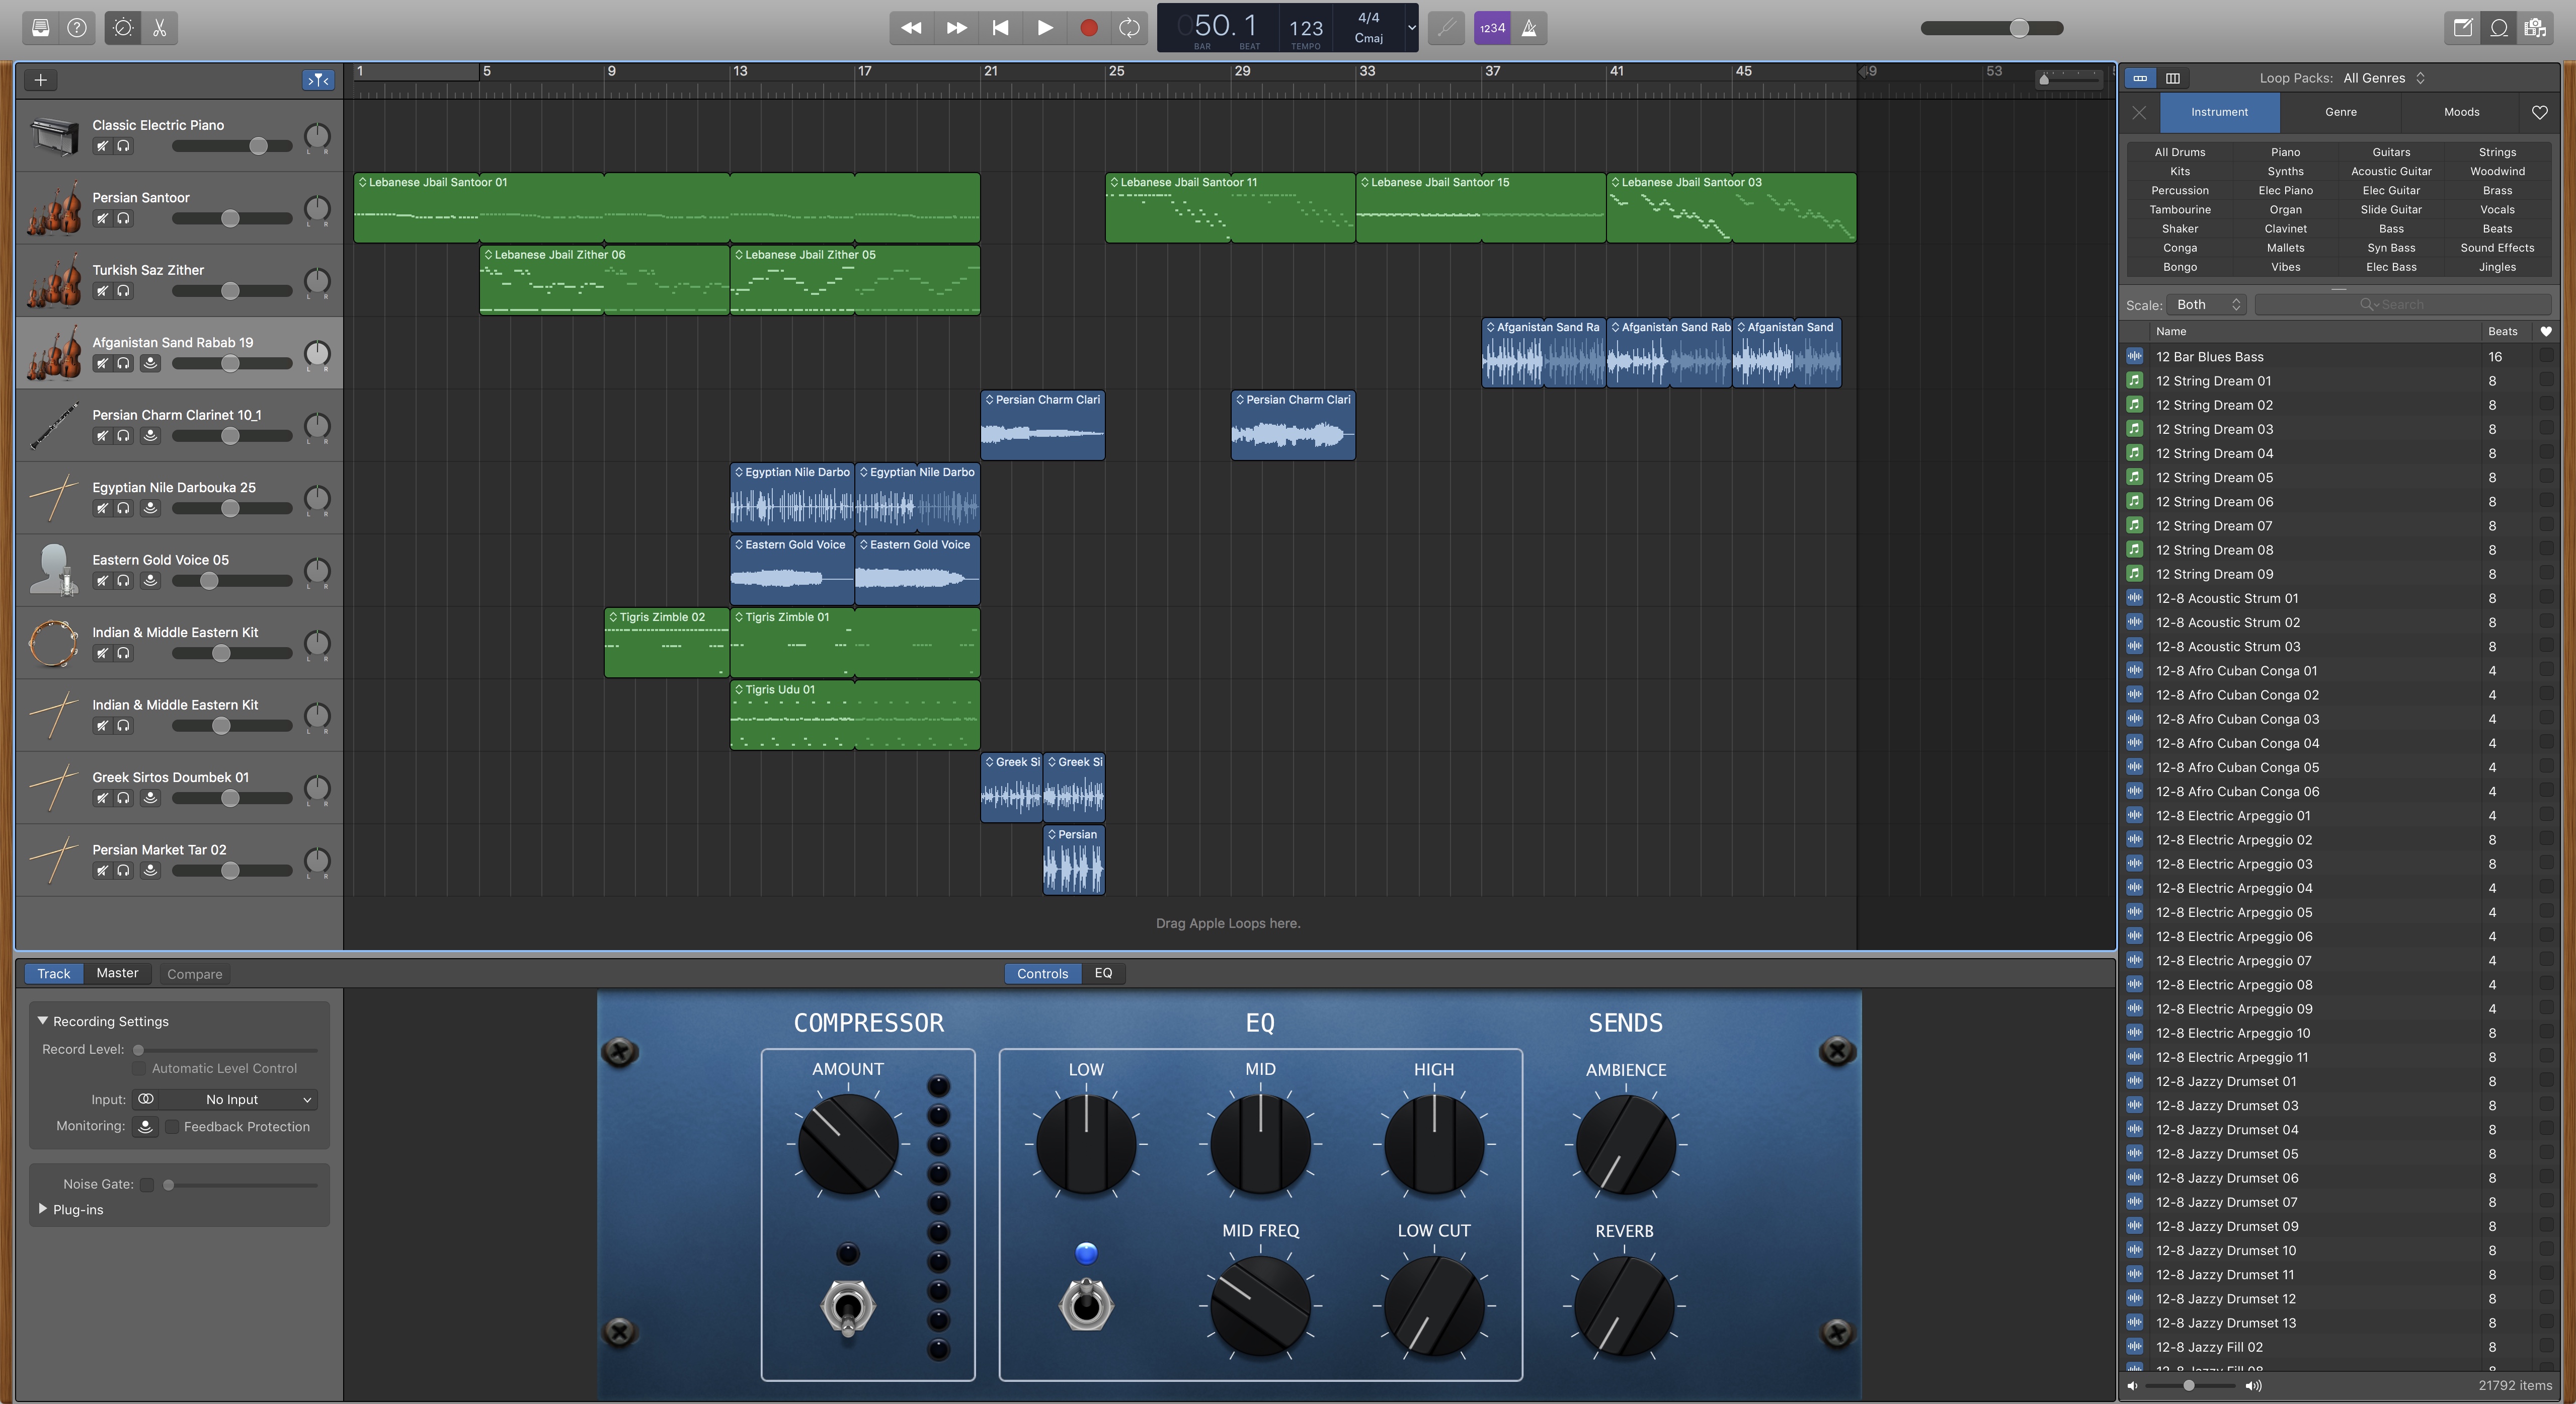 50.1
BAR BEAT
123
TEMPO
4/4
Cmaj
1234
1 5 9 13 17 21 25 29 33 37 41 45 49 53
Classic Electric Piano
L R
Persian Santoor
L R
Lebanese Jbail Santoor 01
Lebanese Jbail Santoor 11
Lebanese Jbail Santoor 15
Lebanese Jbail Santoor 03
Turkish Saz Zither
L R
Lebanese Jbail Zither 06
Lebanese Jbail Zither 05
Afganistan Sand Rabab 19
L R
Afganistan Sand Ra
Afganistan Sand Rab
Afganistan Sand
Persian Charm Clarinet 10_1
L R
Persian Charm Clari
Persian Charm Clari
Egyptian Nile Darbouka 25
L R
Egyptian Nile Darbo
Egyptian Nile Darbo
Eastern Gold Voice 05
L R
Eastern Gold Voice
Eastern Gold Voice
Indian & Middle Eastern Kit
L R
Tigris Zimble 02
Tigris Zimble 01
Indian & Middle Eastern Kit
L R
Tigris Udu 01
Greek Sirtos Doumbek 01
L R
Greek Si
Greek Si
Persian Market Tar 02
L R
Persian
Drag Apple Loops here.
Track Master Compare
Controls EQ
Recording Settings
Record Level:
Automatic Level Control
Input: No Input
Monitoring: Feedback Protection
Noise Gate:
Plug-ins
COMPRESSOR
AMOUNT
EQ
LOW MID HIGH
MID FREQ LOW CUT
SENDS
AMBIENCE
REVERB
Loop Packs: All Genres
Instrument Genre Moods
All Drums Piano Guitars Strings
Kits Synths Acoustic Guitar Woodwind
Percussion Elec Piano Elec Guitar Brass
Tambourine Organ Slide Guitar Vocals
Shaker Clavinet Bass Beats
Conga Mallets Syn Bass Sound Effects
Bongo Vibes Elec Bass Jingles
Scale: Both Search
Name Beats
12 Bar Blues Bass 16
12 String Dream 01 8
12 String Dream 02 8
12 String Dream 03 8
12 String Dream 04 8
12 String Dream 05 8
12 String Dream 06 8
12 String Dream 07 8
12 String Dream 08 8
12 String Dream 09 8
12-8 Acoustic Strum 01 8
12-8 Acoustic Strum 02 8
12-8 Acoustic Strum 03 8
12-8 Afro Cuban Conga 01 4
12-8 Afro Cuban Conga 02 4
12-8 Afro Cuban Conga 03 4
12-8 Afro Cuban Conga 04 4
12-8 Afro Cuban Conga 05 4
12-8 Afro Cuban Conga 06 4
12-8 Electric Arpeggio 01 4
12-8 Electric Arpeggio 02 8
12-8 Electric Arpeggio 03 8
12-8 Electric Arpeggio 04 4
12-8 Electric Arpeggio 05 4
12-8 Electric Arpeggio 06 4
12-8 Electric Arpeggio 07 4
12-8 Electric Arpeggio 08 4
12-8 Electric Arpeggio 09 4
12-8 Electric Arpeggio 10 8
12-8 Electric Arpeggio 11 8
12-8 Jazzy Drumset 01 8
12-8 Jazzy Drumset 03 8
12-8 Jazzy Drumset 04 8
12-8 Jazzy Drumset 05 8
12-8 Jazzy Drumset 06 8
12-8 Jazzy Drumset 07 8
12-8 Jazzy Drumset 09 8
12-8 Jazzy Drumset 10 8
12-8 Jazzy Drumset 11 8
12-8 Jazzy Drumset 12 8
12-8 Jazzy Drumset 13 8
12-8 Jazzy Fill 02 8
21792 items